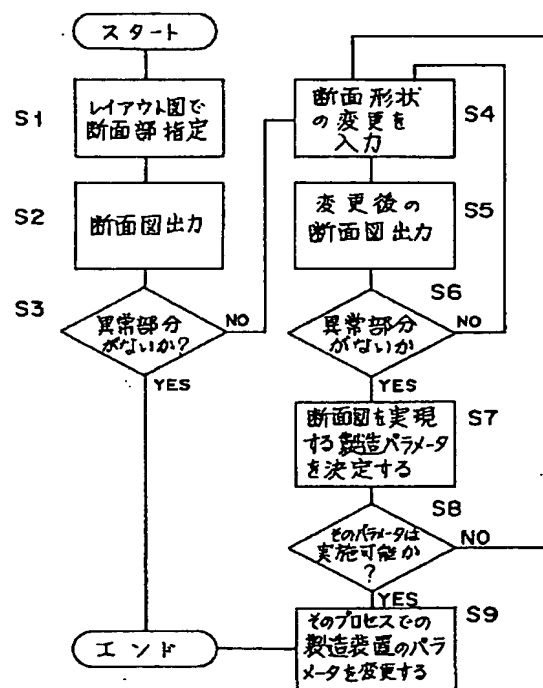 スタート
S1
レイアウト図で
断面部指定
S2
断面図出力
S3
異常部分
がないか?
NO
YES
エンド
断面形状
の変更を
入力
S4
変更後の
断面図出力
S5
S6
異常部分
がないか
NO
YES
断面図を実現
する製造パラメータ
を決定する
S7
S8
そのパラメータは
実施可能か
?
NO
YES
S9
そのプロセスでの
製造装置のパラ
メータを変更する